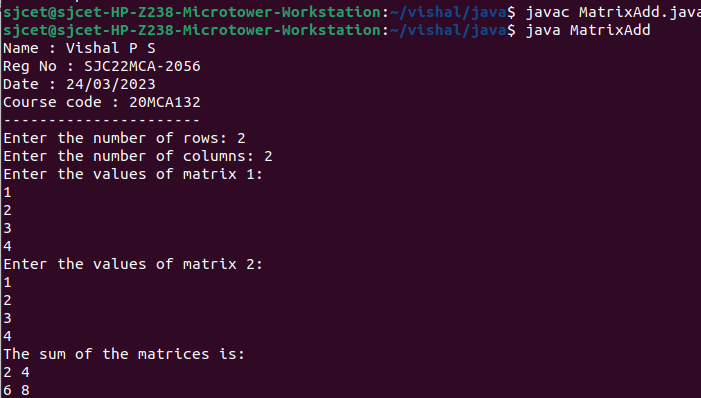 sjcet@sjcet-HP-Z238-Microtower-Workstation:~/vishal/java$ javac MatrixAdd.java
sjcet@sjcet-HP-Z238-Microtower-Workstation:~/vishal/java$ java MatrixAdd
Name : Vishal P S
Reg No : SJC22MCA-2056
Date : 24/03/2023
Course code : 20MCA132
----------------------
Enter the number of rows: 2
Enter the number of columns: 2
Enter the values of matrix 1:
1
2
3
4
Enter the values of matrix 2:
1
2
3
4
The sum of the matrices is:
2 4
6 8